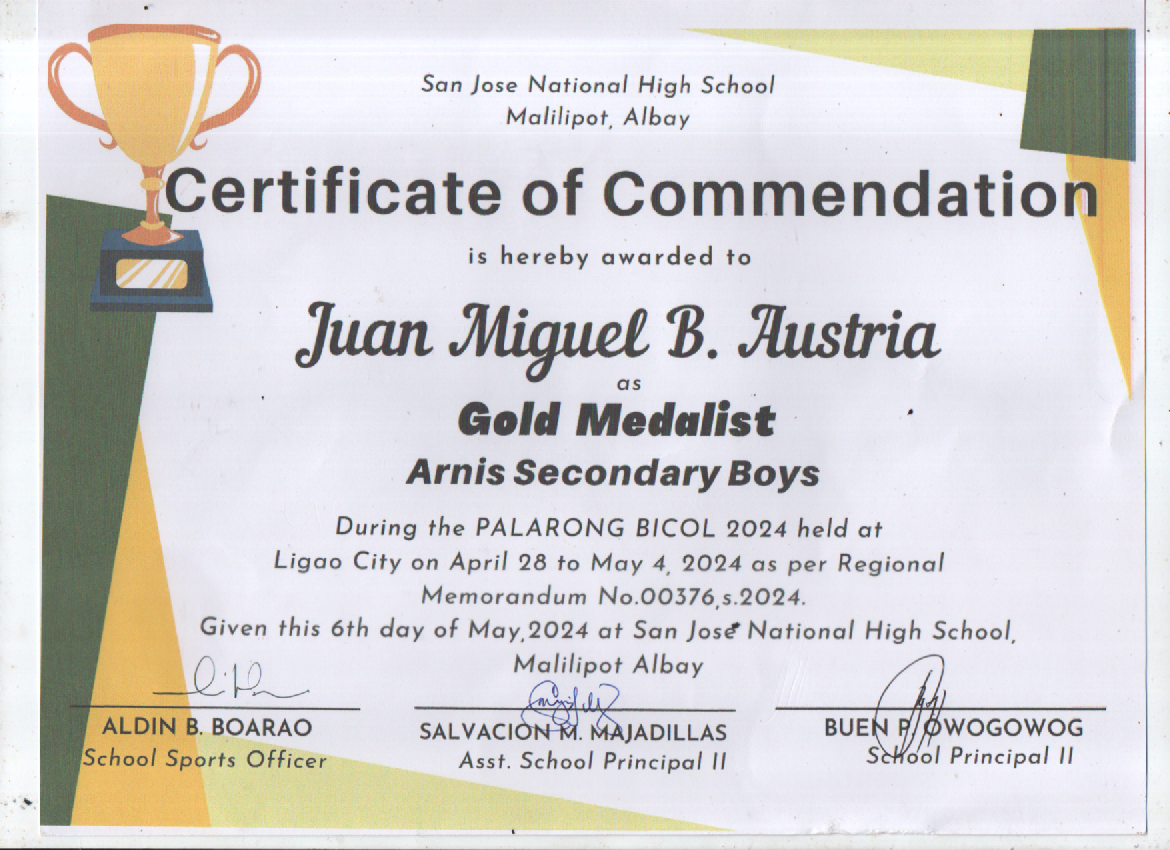 San Jose National High School
Malilipot, Albay
Certificate of Commendation
is hereby awarded to
Juan Miguel B. Austria
as
Gold Medalist
Arnis Secondary Boys
During the PALARONG BICOL 2024 held at
Ligao City on April 28 to May 4, 2024 as per Regional
Memorandum No.00376,s.2024.
Given this 6th day of May,2024 at San Jose National High School,
Malilipot Albay
ALDIN B. BOARAO
School Sports Officer
SALVACION M. MAJADILLAS
Asst. School Principal II
BUEN P. OWOGOWOG
School Principal II